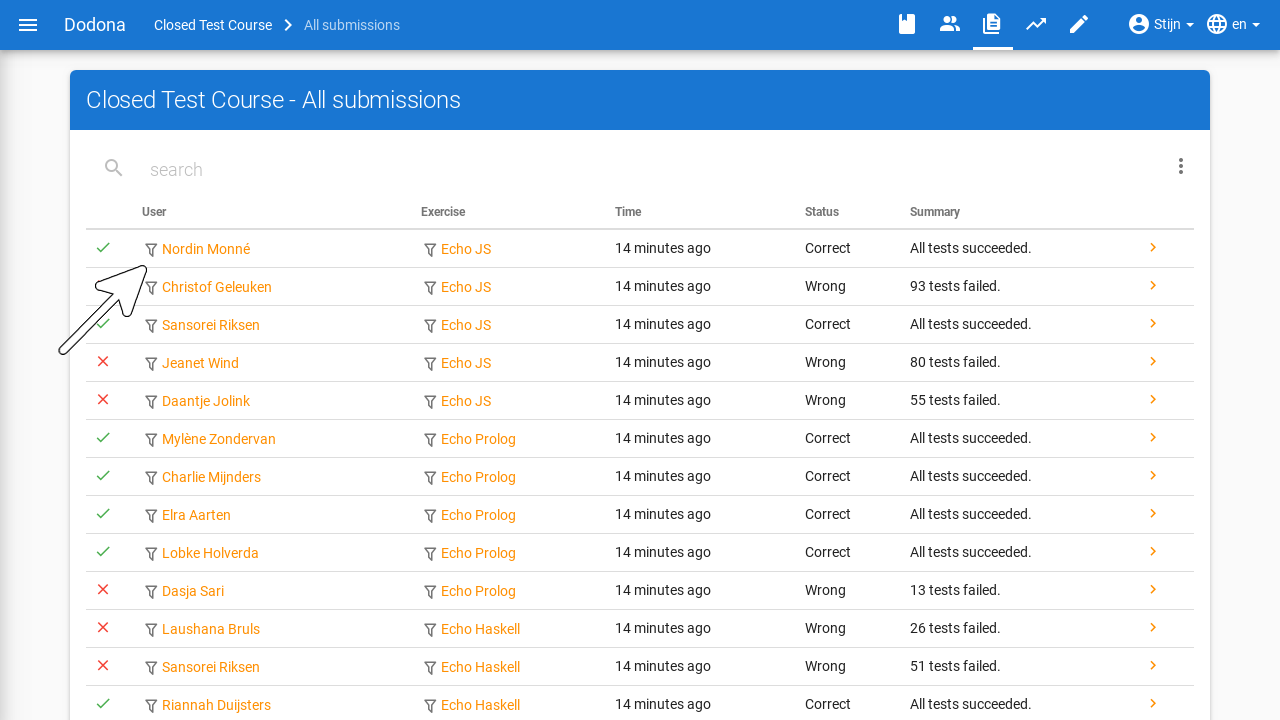 Dodona Closed Test Course All submissions Stijn en
Closed Test Course - All submissions
search
User Exercise Time Status Summary
Nordin Monné Echo JS 14 minutes ago Correct All tests succeeded.
Christof Geleuken Echo JS 14 minutes ago Wrong 93 tests failed.
Sansorei Riksen Echo JS 14 minutes ago Correct All tests succeeded.
Jeanet Wind Echo JS 14 minutes ago Wrong 80 tests failed.
Daantje Jolink Echo JS 14 minutes ago Wrong 55 tests failed.
Mylène Zondervan Echo Prolog 14 minutes ago Correct All tests succeeded.
Charlie Mijnders Echo Prolog 14 minutes ago Correct All tests succeeded.
Elra Aarten Echo Prolog 14 minutes ago Correct All tests succeeded.
Lobke Holverda Echo Prolog 14 minutes ago Correct All tests succeeded.
Dasja Sari Echo Prolog 14 minutes ago Wrong 13 tests failed.
Laushana Bruls Echo Haskell 14 minutes ago Wrong 26 tests failed.
Sansorei Riksen Echo Haskell 14 minutes ago Wrong 51 tests failed.
Riannah Duijsters Echo Haskell 14 minutes ago Correct All tests succeeded.